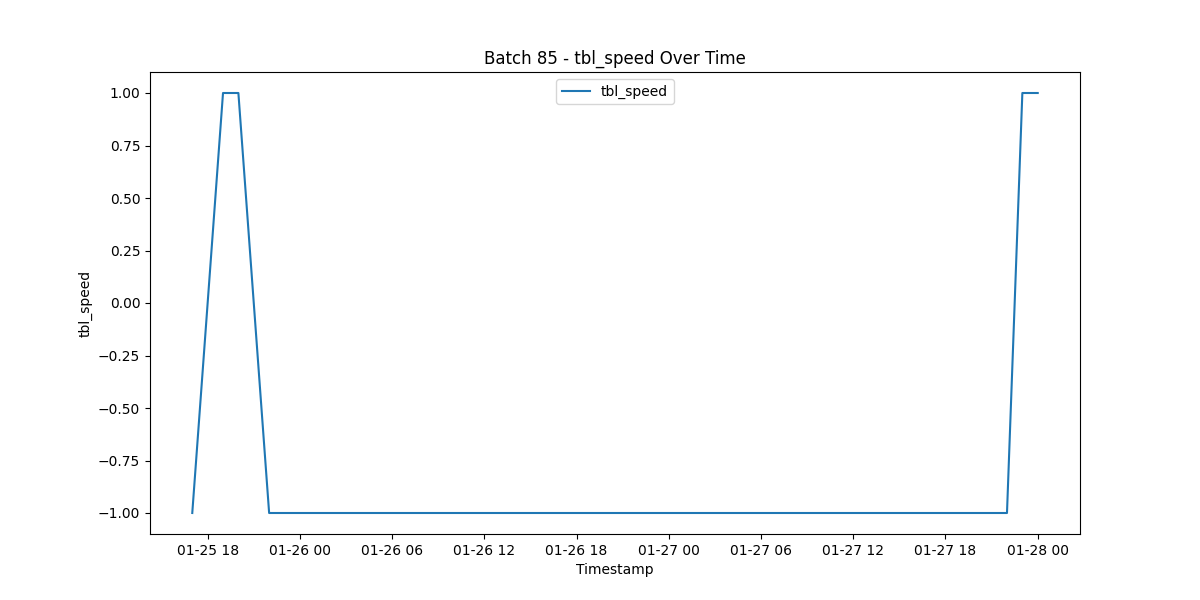 Batch 85 - tbl_speed Over Time
tbl_speed
1.00
0.75
0.50
0.25
0.00
−0.25
−0.50
−0.75
−1.00
tbl_speed
01-25 18 01-26 00 01-26 06 01-26 12 01-26 18 01-27 00 01-27 06 01-27 12 01-27 18 01-28 00
Timestamp